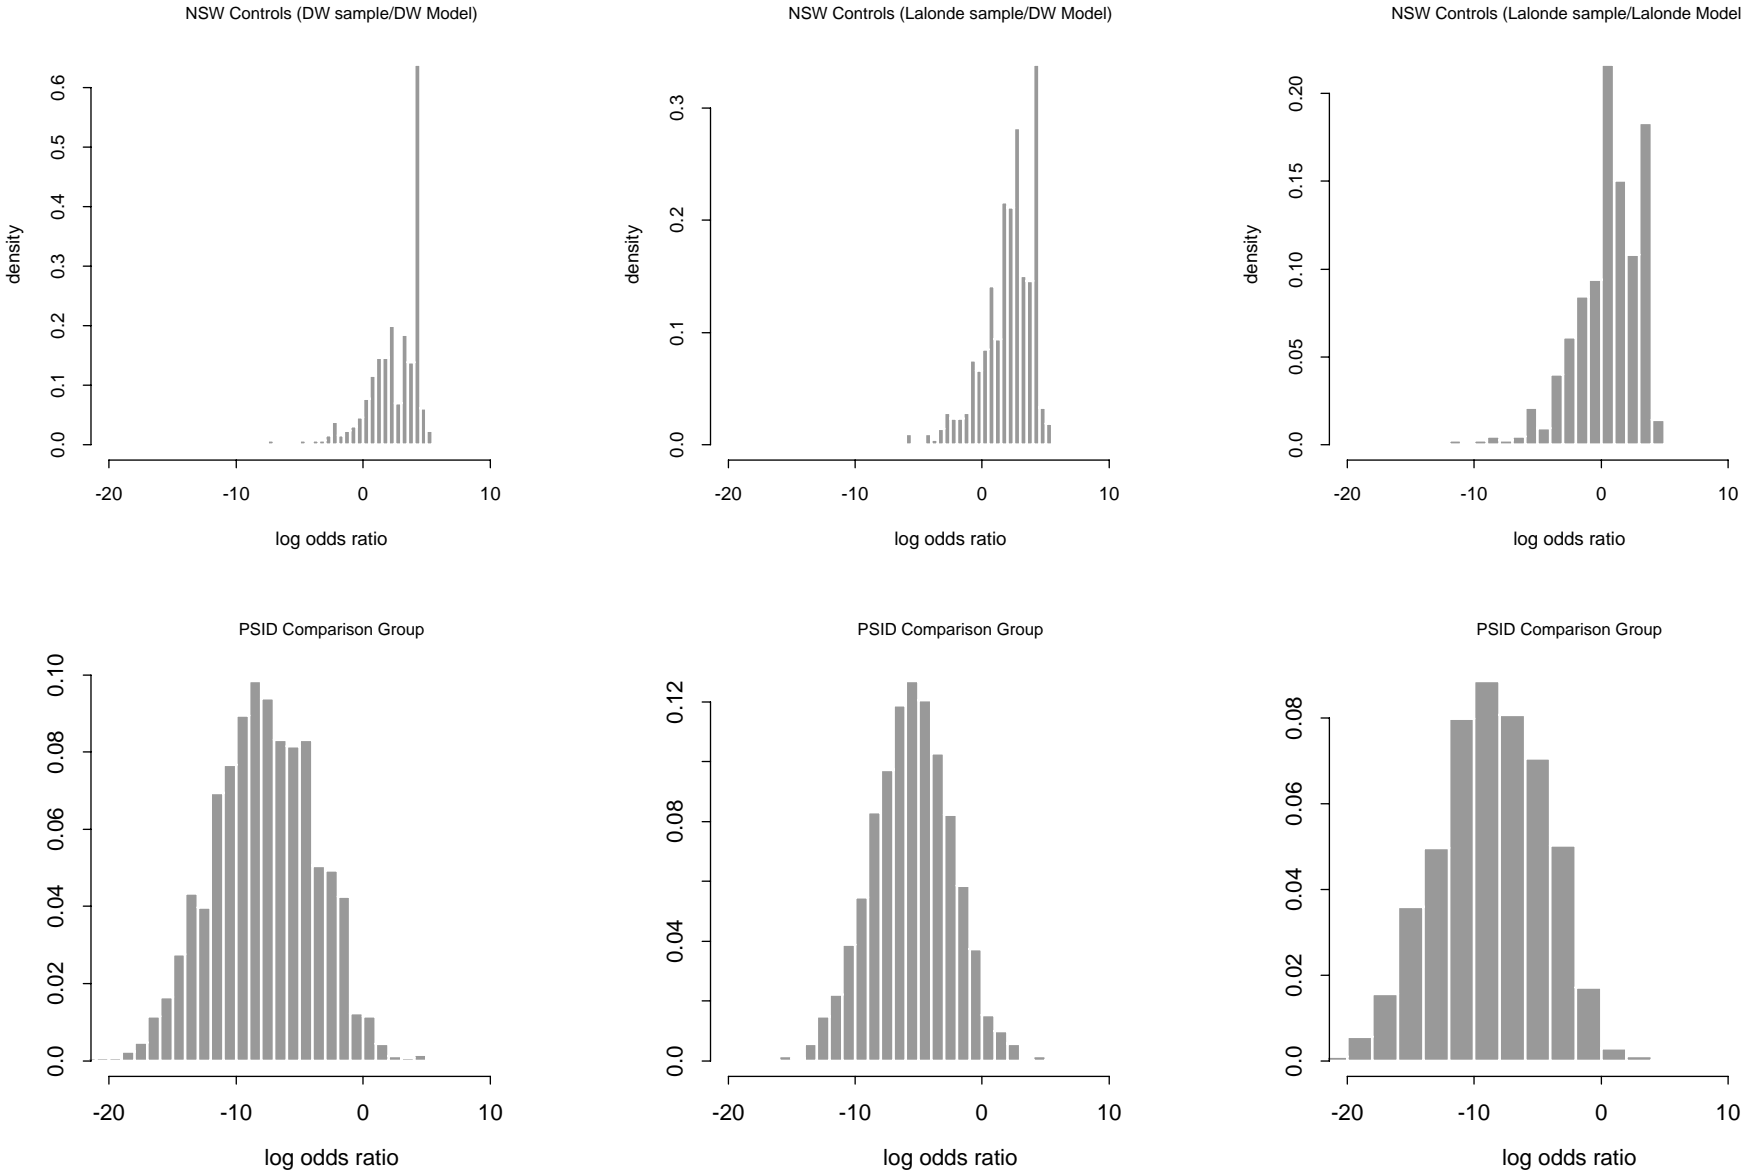 NSW Controls (DW sample/DW Model)
NSW Controls (Lalonde sample/DW Model)
NSW Controls (Lalonde sample/Lalonde Model
density
0.0 0.1 0.2 0.3 0.4 0.5 0.6
-20 -10 0 10
log odds ratio
density
0.0 0.1 0.2 0.3
-20 -10 0 10
log odds ratio
density
0.0 0.05 0.10 0.15 0.20
-20 -10 0 10
log odds ratio
PSID Comparison Group
0.0 0.02 0.04 0.06 0.08 0.10
-20 -10 0 10
log odds ratio
PSID Comparison Group
0.0 0.04 0.08 0.12
-20 -10 0 10
log odds ratio
PSID Comparison Group
0.0 0.02 0.04 0.06 0.08
-20 -10 0 10
log odds ratio